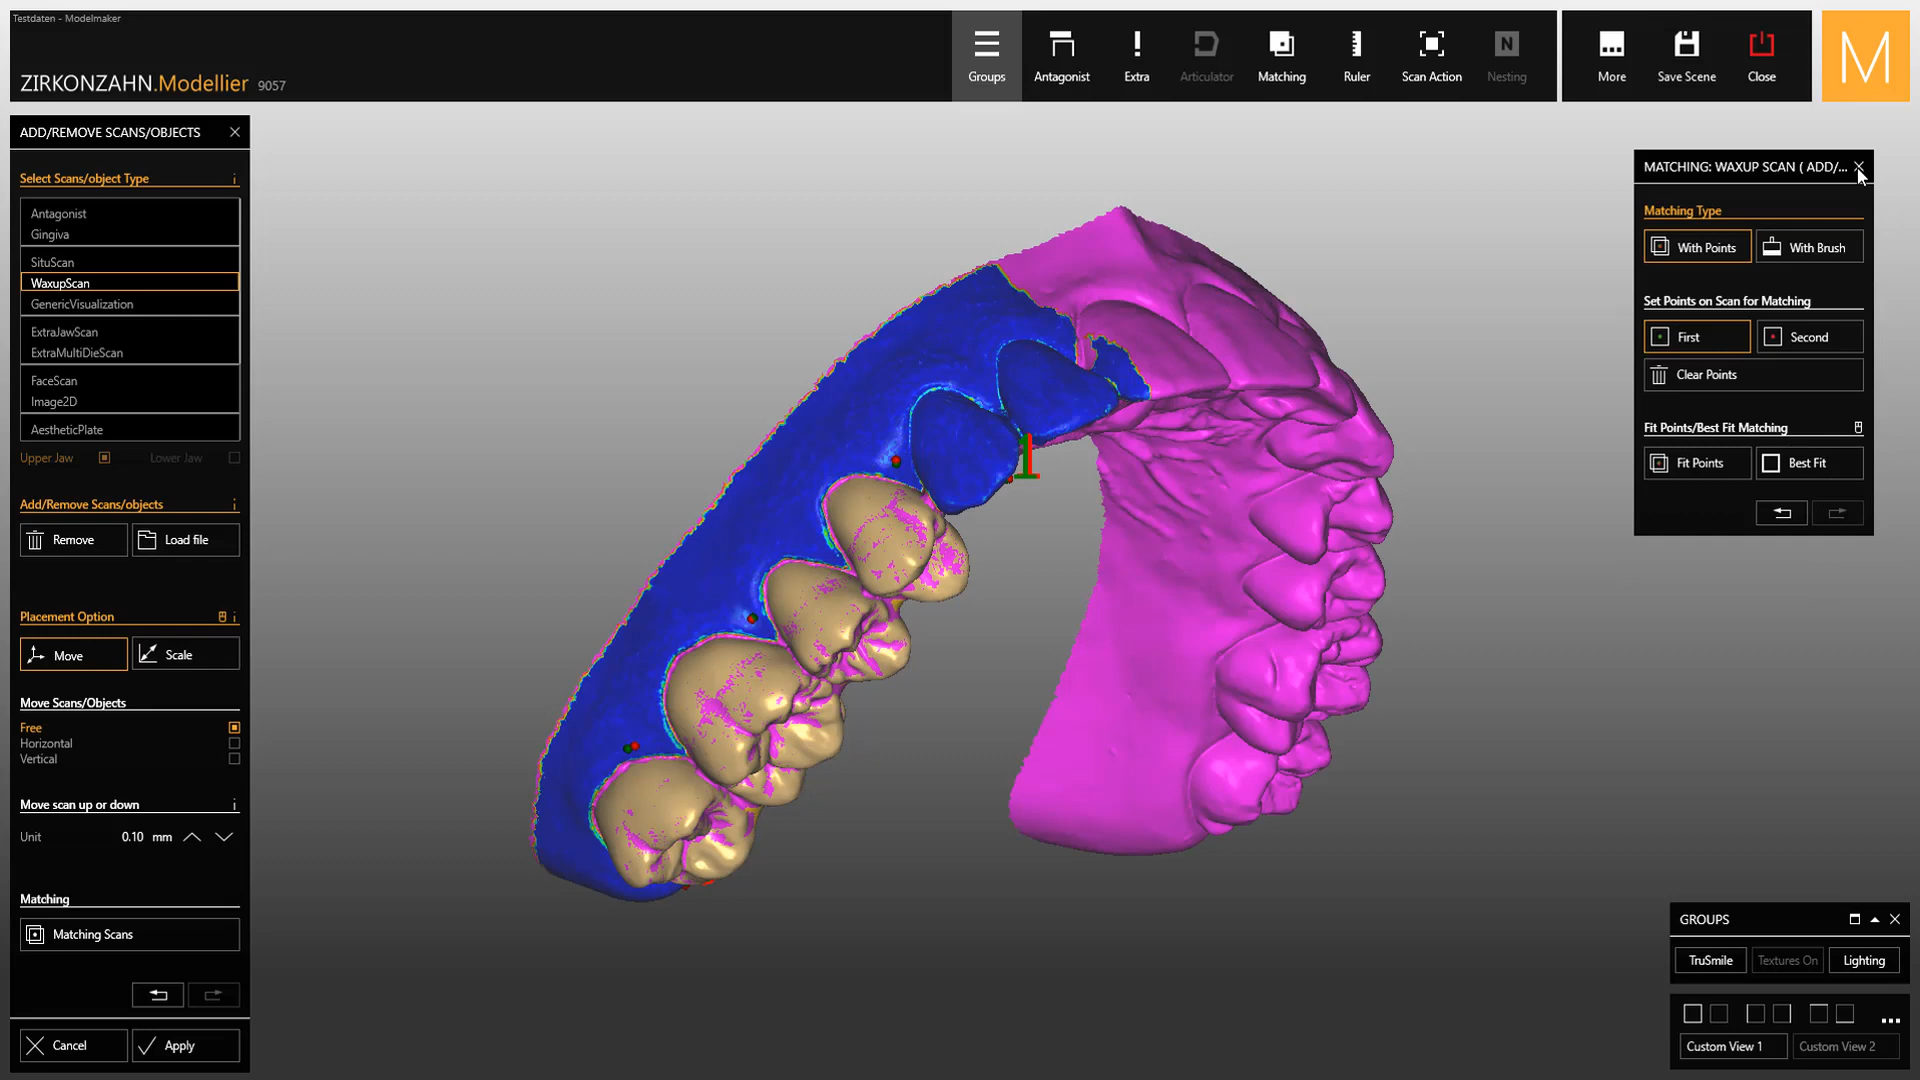 Testdaten - Modelmaker
ZIRKONZAHN.Modellier 9057
Groups
Antagonist
Extra
Articulator
Matching
Ruler
Scan Action
N
Nesting
More
Save Scene
Close
M
ADD/REMOVE SCANS/OBJECTS
Select Scans/object Type
Antagonist
Gingiva
SituScan
WaxupScan
GenericVisualization
ExtraJawScan
ExtraMultiDieScan
FaceScan
Image2D
AestheticPlate
Upper Jaw Lower Jaw
Add/Remove Scans/objects
Remove Load file
Placement Option
Move Scale
Move Scans/Objects
Free
Horizontal
Vertical
Move scan up or down
Unit 0.10 mm
Matching
Matching Scans
Cancel Apply
MATCHING: WAXUP SCAN ( ADD/...
Matching Type
With Points With Brush
Set Points on Scan for Matching
First Second
Clear Points
Fit Points/Best Fit Matching
Fit Points Best Fit
1
GROUPS
TruSmile Textures On Lighting
Custom View 1 Custom View 2